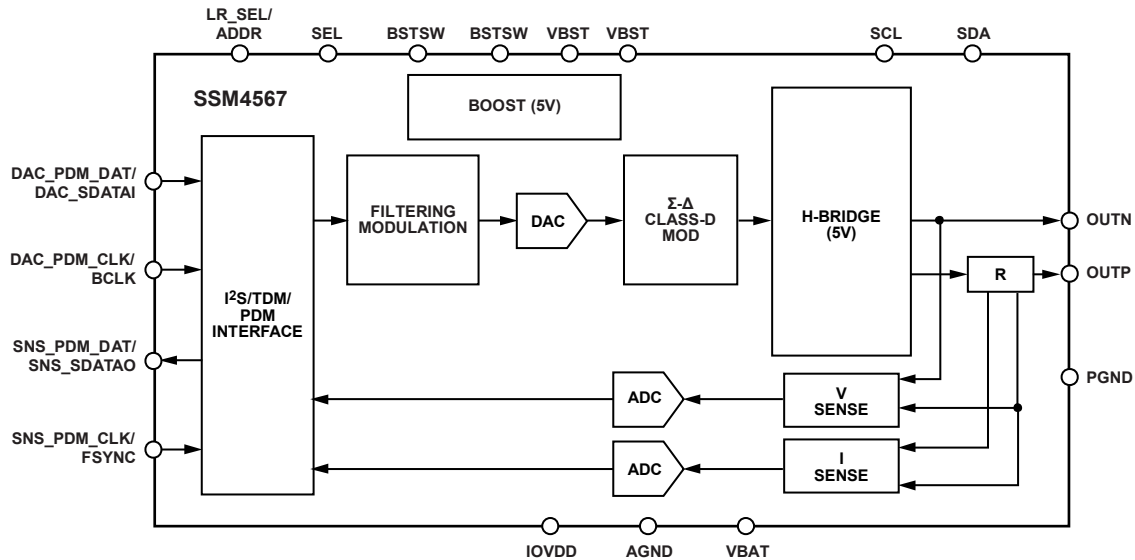 LR_SEL/
ADDR
SEL
BSTSW
BSTSW
VBST
VBST
SCL
SDA
SSM4567
BOOST (5V)
DAC_PDM_DAT/
DAC_SDATAI
FILTERING
MODULATION
DAC
Σ-Δ
CLASS-D
MOD
H-BRIDGE
(5V)
OUTN
DAC_PDM_CLK/
BCLK
R
OUTP
I²S/TDM/
PDM
INTERFACE
SNS_PDM_DAT/
SNS_SDATAO
PGND
ADC
V
SENSE
SNS_PDM_CLK/
FSYNC
ADC
I
SENSE
IOVDD
AGND
VBAT